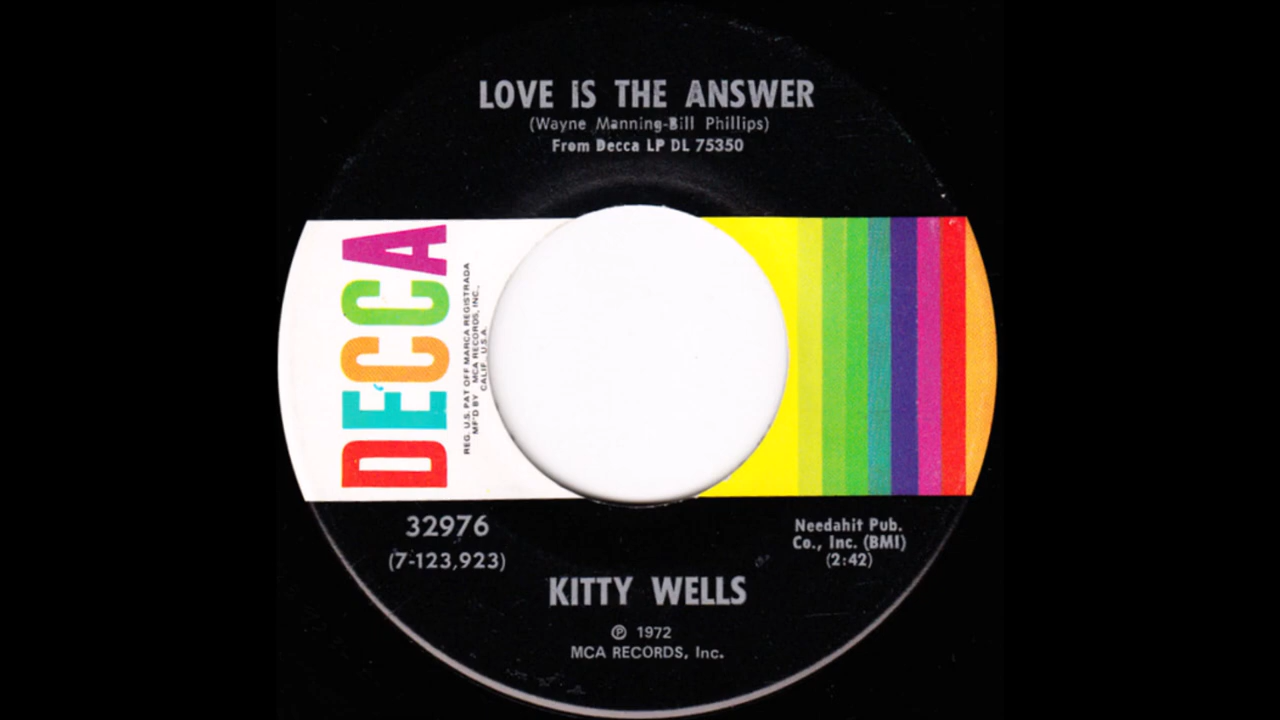 LOVE IS THE ANSWER
(Wayne Manning-Bill Phillips)
From Decca LP DL 75350
DECCA
REG. U.S. PAT OFF MARCA REGISTRADA
MF'D BY MCA RECORDS, INC.,
CALIF., U.S.A.
32976
(7-123,923)
Needahit Pub.
Co., Inc. (BMI)
(2:42)
KITTY WELLS
℗ 1972
MCA RECORDS, Inc.